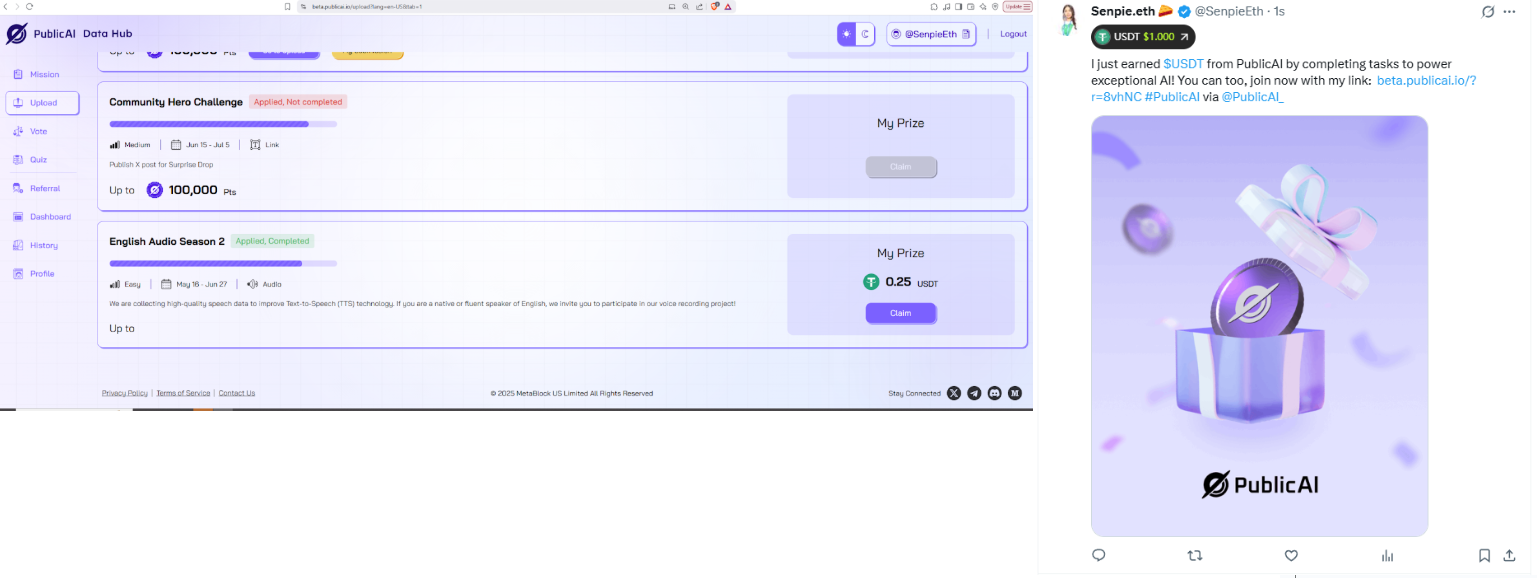 beta.publicai.io/upload?lang=en-US&tab=1
Update
PublicAI Data Hub
@SenpieEth
Logout
Mission
Upload
Vote
Quiz
Referral
Dashboard
History
Profile
Up to 100,000 Pts
Community Hero Challenge Applied, Not completed
Medium Jun 15 - Jul 5 Link
Publish X post for Surprise Drop
Up to 100,000 Pts
My Prize
Claim
English Audio Season 2 Applied, Completed
Easy May 16 - Jun 27 Audio
We are collecting high-quality speech data to improve Text-to-Speech (TTS) technology. If you are a native or fluent speaker of English, we invite you to participate in our voice recording project!
Up to
My Prize
0.25 USDT
Claim
Privacy Policy | Terms of Service | Contact Us
© 2025 MetaBlock US Limited All Rights Reserved
Stay Connected
Senpie.eth @SenpieEth · 1s
USDT $1.000
I just earned $USDT from PublicAI by completing tasks to power
exceptional AI! You can too, join now with my link: beta.publicai.io/?
r=8vhNC #PublicAI via @PublicAI_
PublicAI